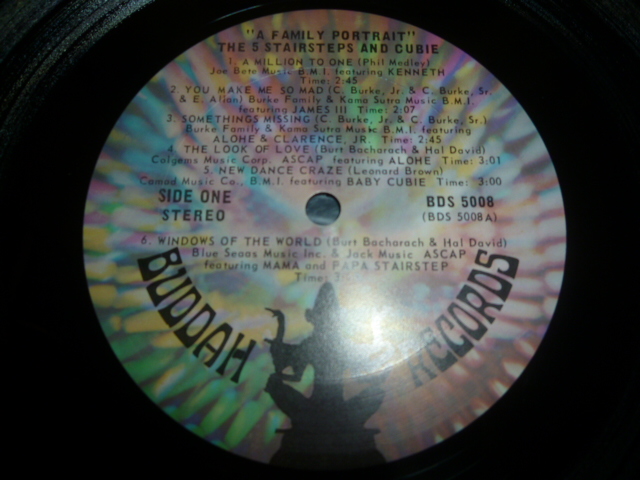 "A FAMILY PORTRAIT"
THE 5 STAIRSTEPS AND CUBIE
1. A MILLION TO ONE (Phil Medley)
Joe Bete Music B.M.I. featuring KENNETH
Time: 2:45
2. YOU MAKE ME SO MAD (C. Burke, Jr. & C. Burke, Sr.
& E. Allan) Burke Family & Kama Sutra Music B.M.I.
featuring JAMES III Time: 2:07
3. SOMETHINGS MISSING (C. Burke, Jr. & C. Burke, Sr.)
Burke Family & Kama Sutra Music B.M.I. featuring
ALOHE & CLARENCE, JR. Time: 2:45
4. THE LOOK OF LOVE (Burt Bacharach & Hal David)
Colgems Music Corp. ASCAP featuring ALOHE Time: 3:01
5. NEW DANCE CRAZE (Leonard Brown)
Camad Music Co., B.M.I. featuring BABY CUBIE Time: 3:00
SIDE ONE
STEREO
BDS 5008
(BDS 5008A)
6. WINDOWS OF THE WORLD (Burt Bacharach & Hal David)
Blue Seas Music Inc. & Jack Music ASCAP
featuring MAMA and PAPA STAIRSTEP
Time: 3
BUDDAH RECORDS